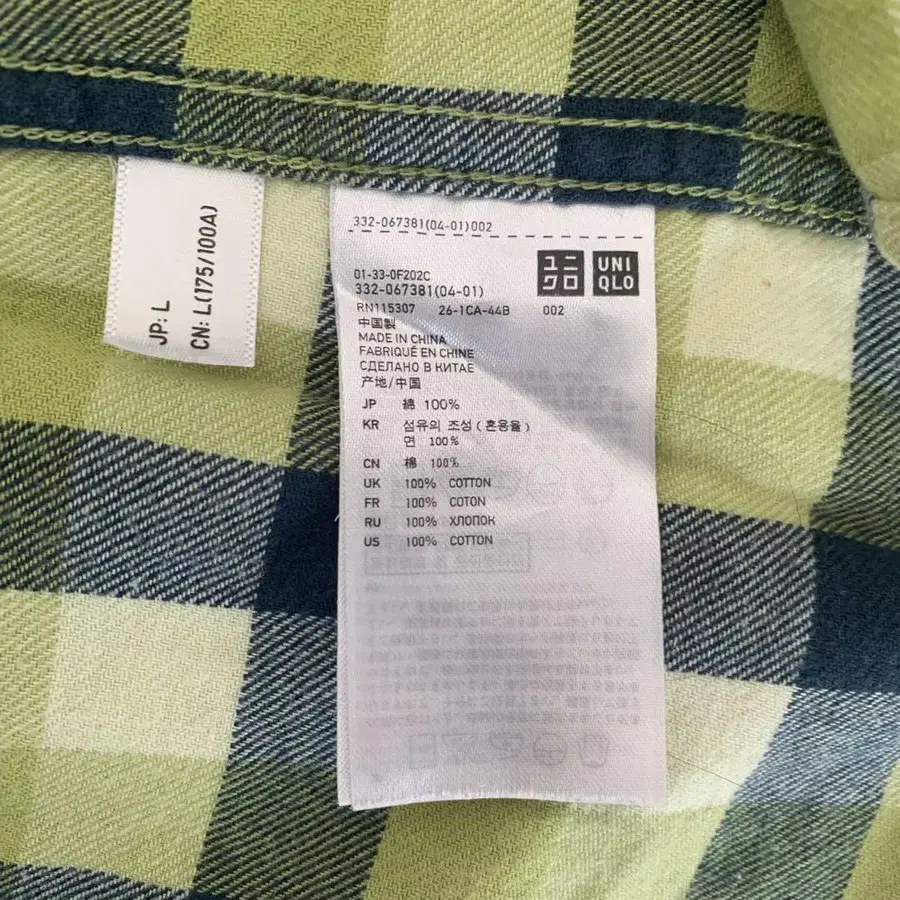 JP: L
CN: L(175/100A)
332-067381(04-01)002
ユニクロ
UNIQLO
01-33-0F202C
332-067381(04-01)
RN115307 26-1CA-44B 002
中国製
MADE IN CHINA
FABRIQUÉ EN CHINE
СДЕЛАНО В КИТАЕ
产地/中国
JP 綿 100%
KR 섬유의 조성 (혼용율)
면 100%
CN 棉 100%
UK 100% COTTON
FR 100% COTON
RU 100% ХЛОПОК
US 100% COTTON